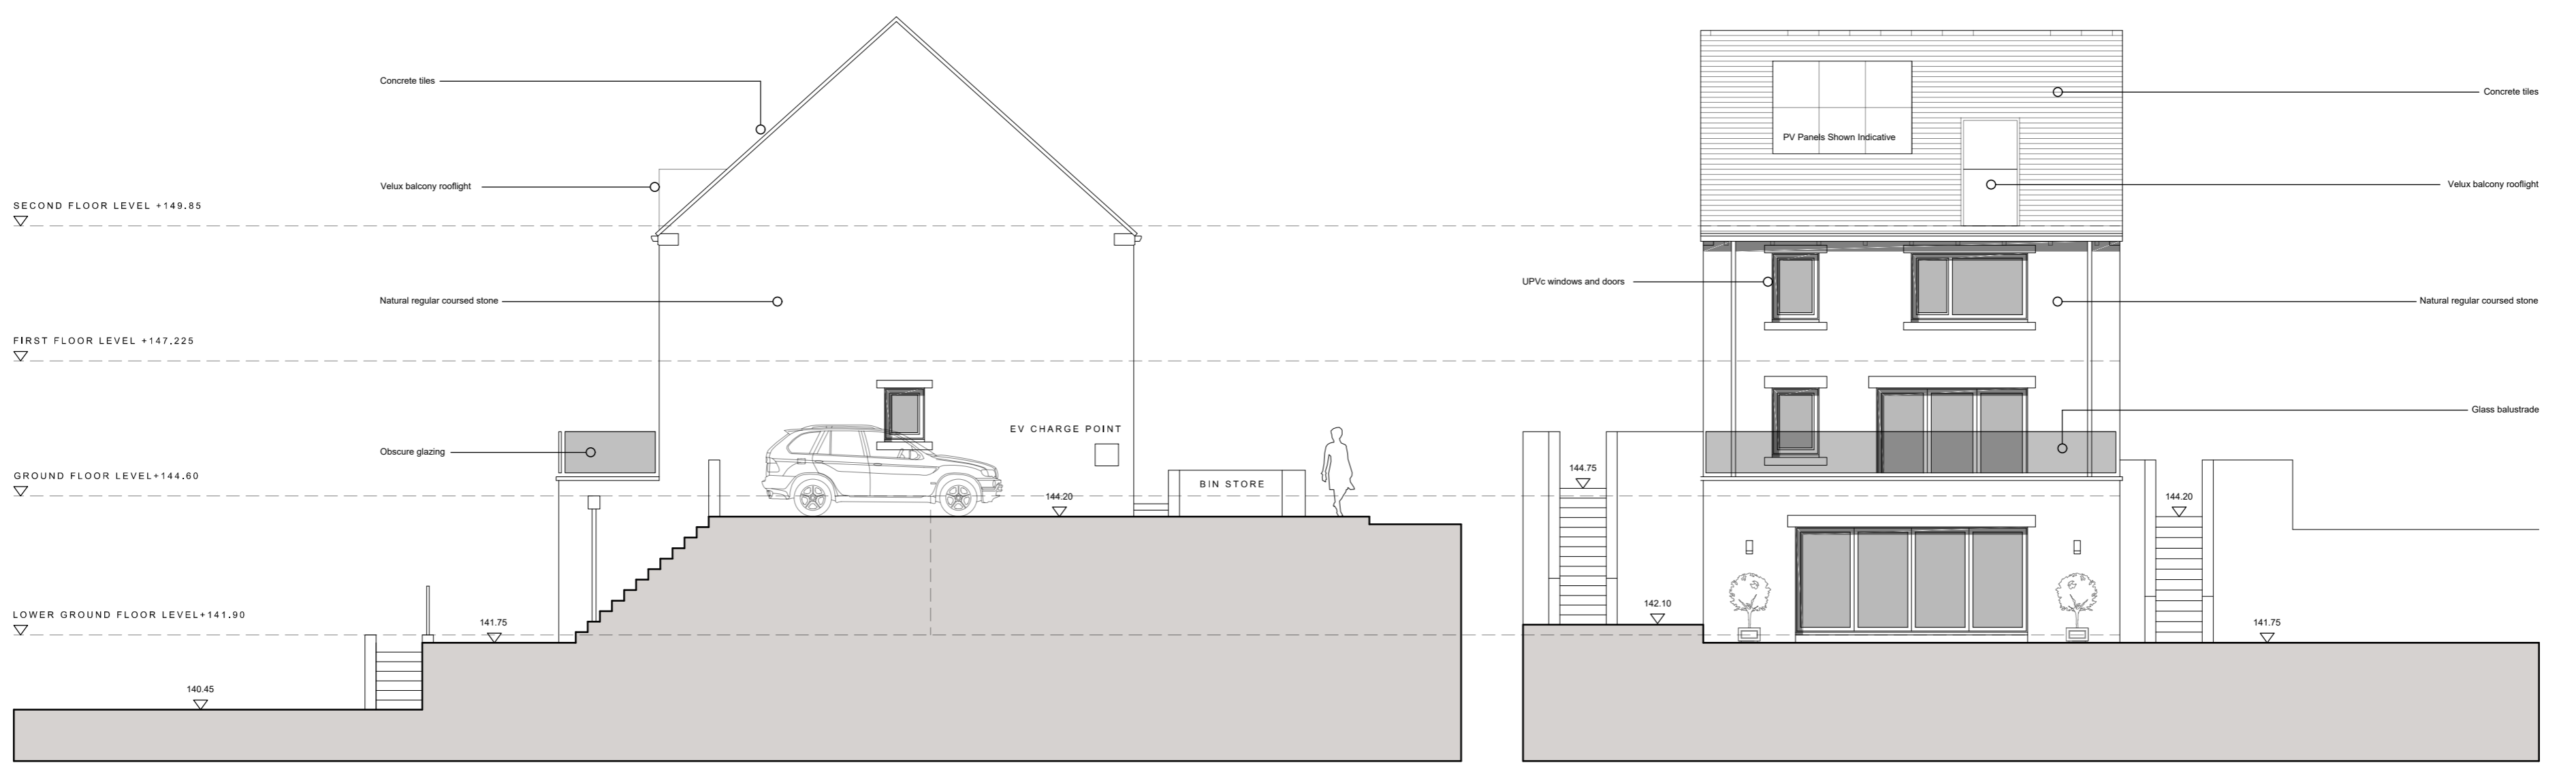 Concrete tiles
Velux balcony rooflight
SECOND FLOOR LEVEL +149.85
Natural regular coursed stone
FIRST FLOOR LEVEL +147.225
EV CHARGE POINT
Obscure glazing
GROUND FLOOR LEVEL+144.60
BIN STORE
144.20
LOWER GROUND FLOOR LEVEL+141.90
141.75
140.45
Concrete tiles
PV Panels Shown Indicative
Velux balcony rooflight
UPVc windows and doors
Natural regular coursed stone
Glass balustrade
144.75
144.20
142.10
141.75